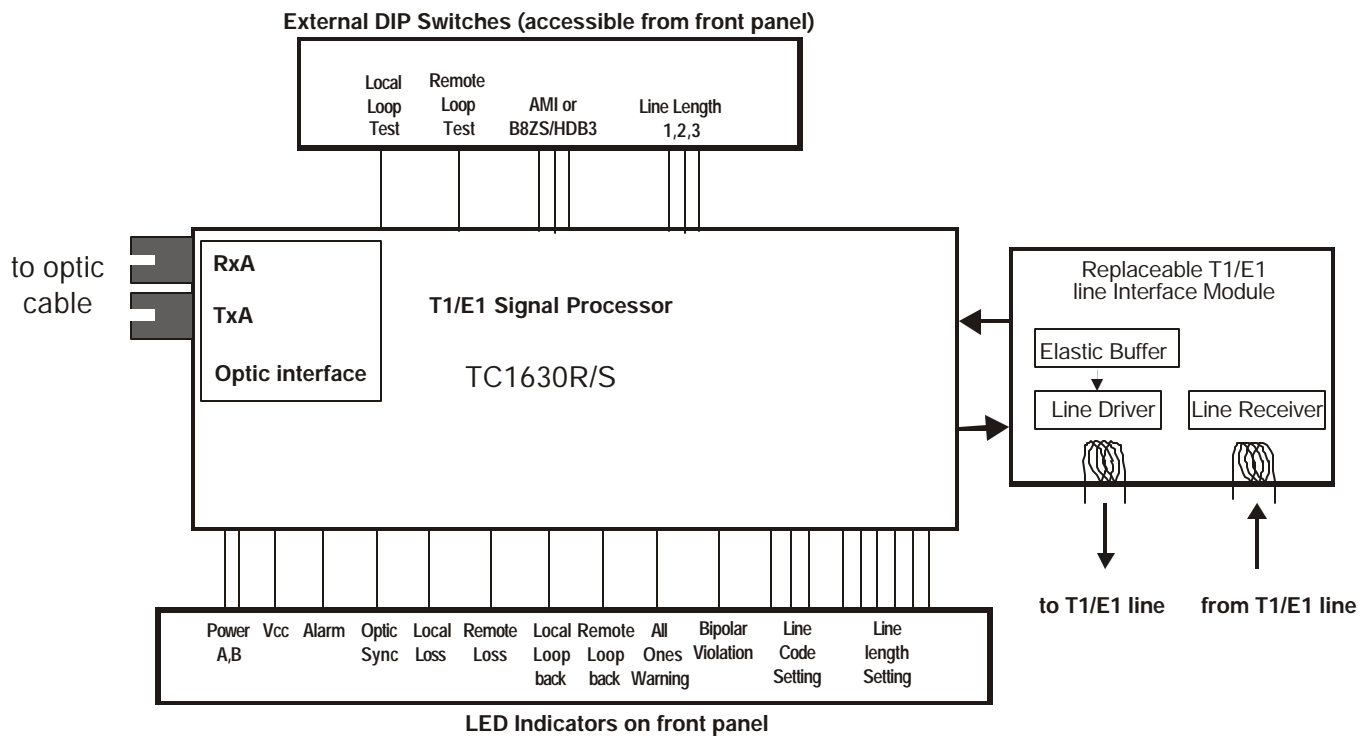 External DIP Switches (accessible from front panel)
Local
Loop
Test
Remote
Loop
Test
AMI or
B8ZS/HDB3
Line Length
1,2,3
to optic
cable
RxA
TxA
Optic interface
T1/E1 Signal Processor
TC1630R/S
Replaceable T1/E1
line Interface Module
Elastic Buffer
Line Driver
Line Receiver
to T1/E1 line
from T1/E1 line
Power
A,B
Vcc
Alarm
Optic
Sync
Local
Loss
Remote
Loss
Local
Loop
back
Remote
Loop
back
All
Ones
Warning
Bipolar
Violation
Line
Code
Setting
Line
length
Setting
LED Indicators on front panel